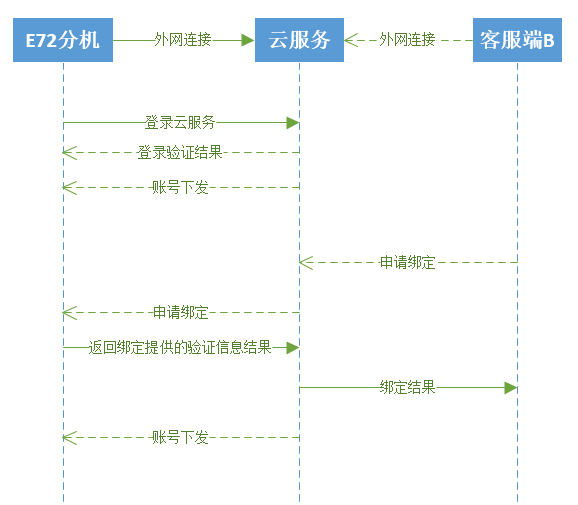 E72分机
外网连接
云服务
外网连接
客服端B
登录云服务
登录验证结果
账号下发
申请绑定
申请绑定
返回绑定提供的验证信息结果
绑定结果
账号下发